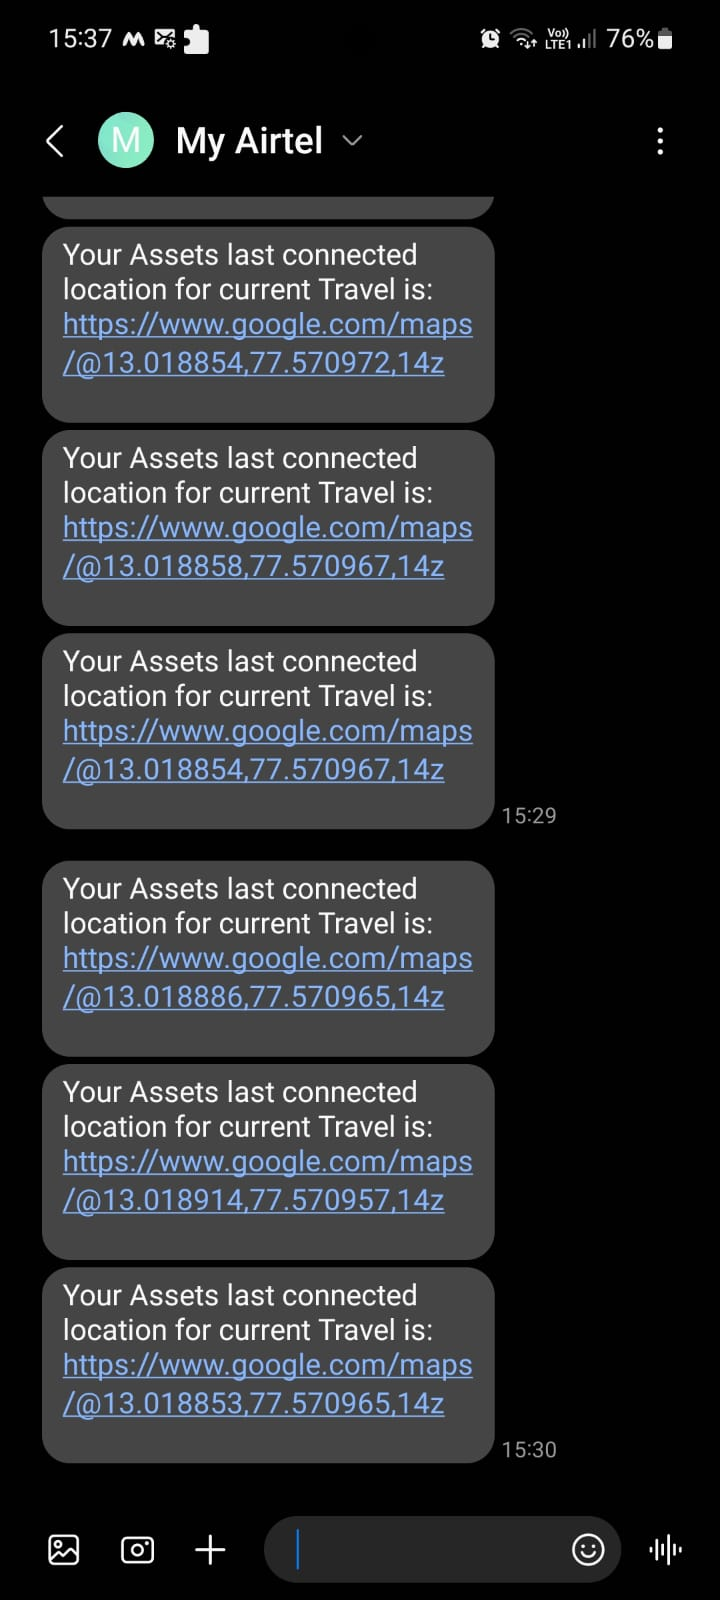 15:37
Vo))
LTE1
76%
M
My Airtel
Your Assets last connected
location for current Travel is:
https://www.google.com/maps
/@13.018854,77.570972,14z
Your Assets last connected
location for current Travel is:
https://www.google.com/maps
/@13.018858,77.570967,14z
Your Assets last connected
location for current Travel is:
https://www.google.com/maps
/@13.018854,77.570967,14z
15:29
Your Assets last connected
location for current Travel is:
https://www.google.com/maps
/@13.018886,77.570965,14z
Your Assets last connected
location for current Travel is:
https://www.google.com/maps
/@13.018914,77.570957,14z
Your Assets last connected
location for current Travel is:
https://www.google.com/maps
/@13.018853,77.570965,14z
15:30